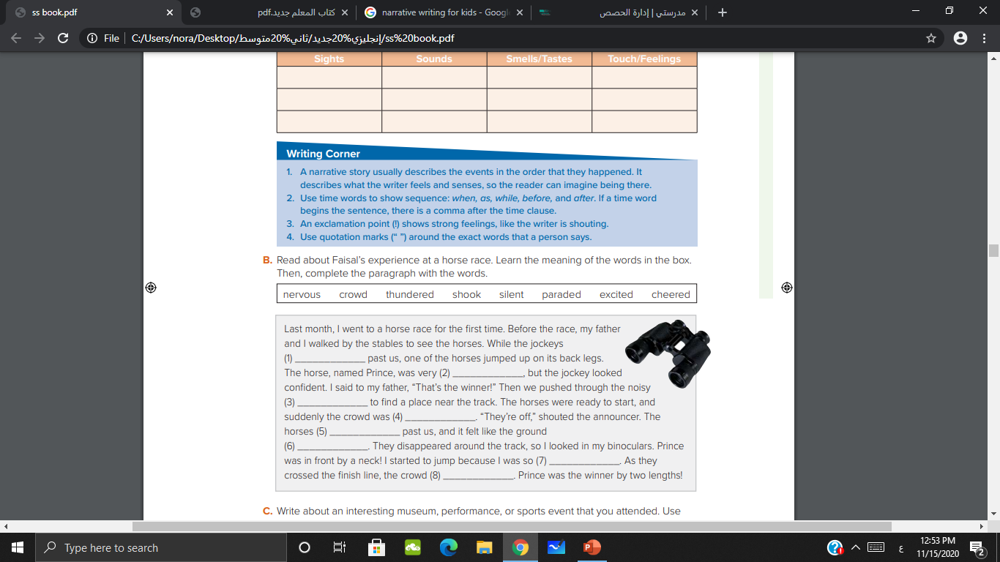 ss book.pdf
كتاب المعلم جديد.pdf
narrative writing for kids - Googl
مدرستي | إدارة الحصص
File C:/Users/nora/Desktop/إنجليزي%20جديد/ثاني%20متوسط/ss%20book.pdf
Sights Sounds Smells/Tastes Touch/Feelings
Writing Corner
1. A narrative story usually describes the events in the order that they happened. It
describes what the writer feels and senses, so the reader can imagine being there.
2. Use time words to show sequence: when, as, while, before, and after. If a time word
begins the sentence, there is a comma after the time clause.
3. An exclamation point (!) shows strong feelings, like the writer is shouting.
4. Use quotation marks (“ ”) around the exact words that a person says.
B. Read about Faisal’s experience at a horse race. Learn the meaning of the words in the box.
Then, complete the paragraph with the words.
nervous crowd thundered shook silent paraded excited cheered
Last month, I went to a horse race for the first time. Before the race, my father
and I walked by the stables to see the horses. While the jockeys
(1) ____________ past us, one of the horses jumped up on its back legs.
The horse, named Prince, was very (2) ____________, but the jockey looked
confident. I said to my father, “That’s the winner!” Then we pushed through the noisy
(3) ____________ to find a place near the track. The horses were ready to start, and
suddenly the crowd was (4) ____________. “They’re off,” shouted the announcer. The
horses (5) ____________ past us, and it felt like the ground
(6) ____________. They disappeared around the track, so I looked in my binoculars. Prince
was in front by a neck! I started to jump because I was so (7) ____________. As they
crossed the finish line, the crowd (8) ____________. Prince was the winner by two lengths!
C. Write about an interesting museum, performance, or sports event that you attended. Use
Type here to search
ع
12:53 PM
11/15/2020
2